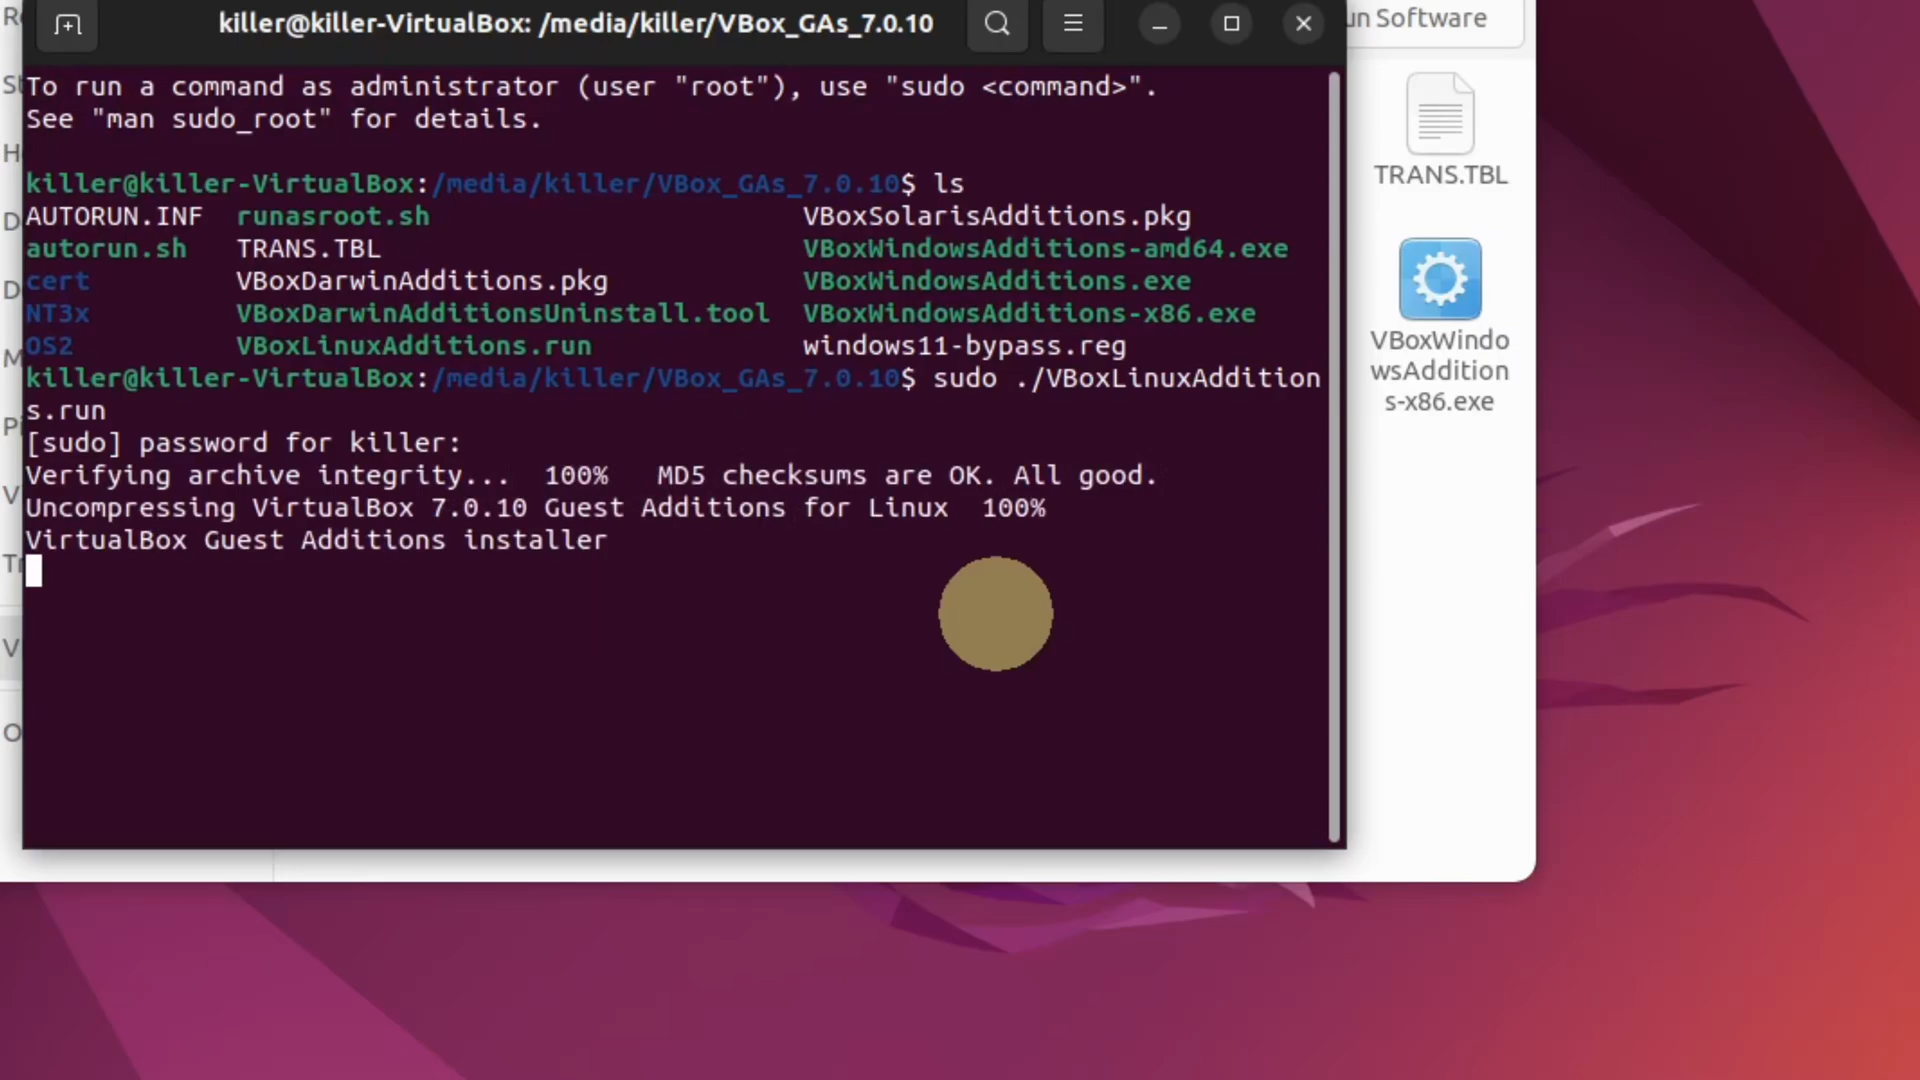 killer@killer-VirtualBox: /media/killer/VBox_GAs_7.0.10
un Software
To run a command as administrator (user "root"), use "sudo <command>".
See "man sudo_root" for details.
killer@killer-VirtualBox:/media/killer/VBox_GAs_7.0.10$ ls
AUTORUN.INF runasroot.sh VBoxSolarisAdditions.pkg
autorun.sh TRANS.TBL VBoxWindowsAdditions-amd64.exe
cert VBoxDarwinAdditions.pkg VBoxWindowsAdditions.exe
NT3x VBoxDarwinAdditionsUninstall.tool VBoxWindowsAdditions-x86.exe
OS2 VBoxLinuxAdditions.run windows11-bypass.reg
killer@killer-VirtualBox:/media/killer/VBox_GAs_7.0.10$ sudo ./VBoxLinuxAddition
s.run
[sudo] password for killer:
Verifying archive integrity... 100% MD5 checksums are OK. All good.
Uncompressing VirtualBox 7.0.10 Guest Additions for Linux 100%
VirtualBox Guest Additions installer
TRANS.TBL
VBoxWindo
wsAddition
s-x86.exe